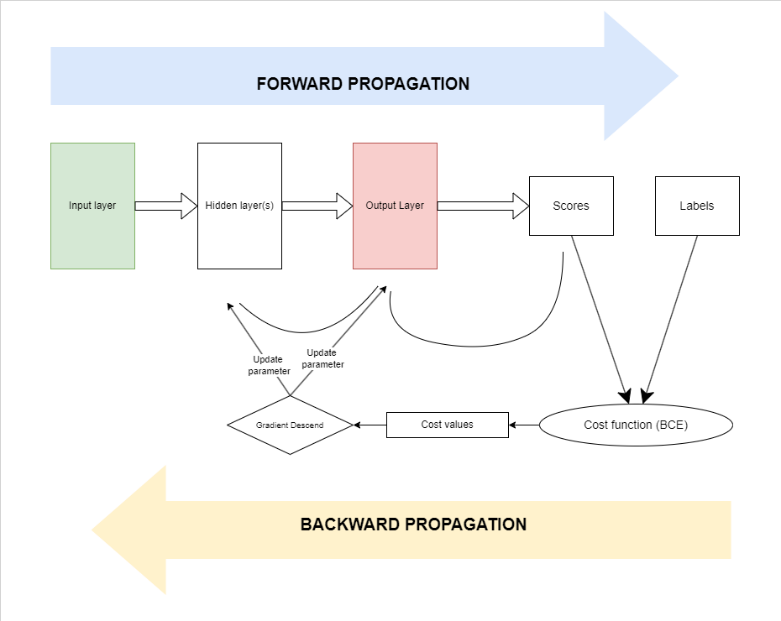 FORWARD PROPAGATION
Input layer
Hidden layer(s)
Output Layer
Scores
Labels
Update
parameter
Update
parameter
Gradient Descend
Cost values
Cost function (BCE)
BACKWARD PROPAGATION